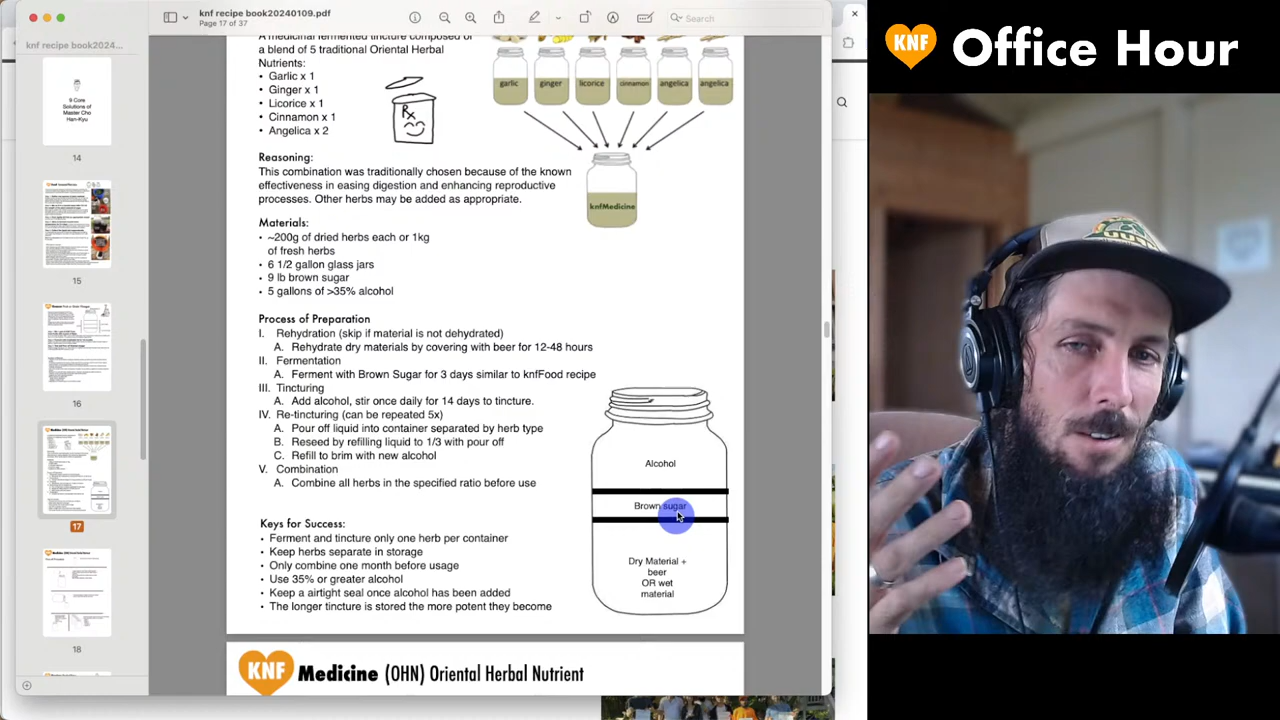 knf recipe book20240109.pdf
Page 17 of 37
Search
knf recipe book2024...
8 Core
Solutions of
Master Cho
Han-Kyu
14
15
16
17
18
A medicinal fermented tincture composed of
a blend of 5 traditional Oriental Herbal
Nutrients:
• Garlic x 1
• Ginger x 1
• Licorice x 1
• Cinnamon x 1
• Angelica x 2
Rx
garlic
ginger
licorice
cinnamon
angelica
angelica
knfMedicine
Reasoning:
This combination was traditionally chosen because of the known
effectiveness in easing digestion and enhancing reproductive
processes. Other herbs may be added as appropriate.
Materials:
• ~200g of dried herbs each or 1kg
of fresh herbs
• 6 1/2 gallon glass jars
• 9 lb brown sugar
• 5 gallons of >35% alcohol
Process of Preparation
I. Rehydration (skip if material is not dehydrated)
A. Rehydrate dry materials by covering with beer for 12-48 hours
II. Fermentation
A. Ferment with Brown Sugar for 3 days similar to knfFood recipe
III. Tincturing
A. Add alcohol, stir once daily for 14 days to tincture.
IV. Re-tincturing (can be repeated 5x)
A. Pour off liquid into container separated by herb type
B. Reseed by refilling liquid to 1/3 with pour off
C. Refill to brim with new alcohol
V. Combination
A. Combine all herbs in the specified ratio before use
Keys for Success:
• Ferment and tincture only one herb per container
• Keep herbs separate in storage
• Only combine one month before usage
• Use 35% or greater alcohol
• Keep a airtight seal once alcohol has been added
• The longer tincture is stored the more potent they become
Alcohol
Brown sugar
Dry Material +
beer
OR wet
material
KNF Medicine (OHN) Oriental Herbal Nutrient
KNF Office Hour